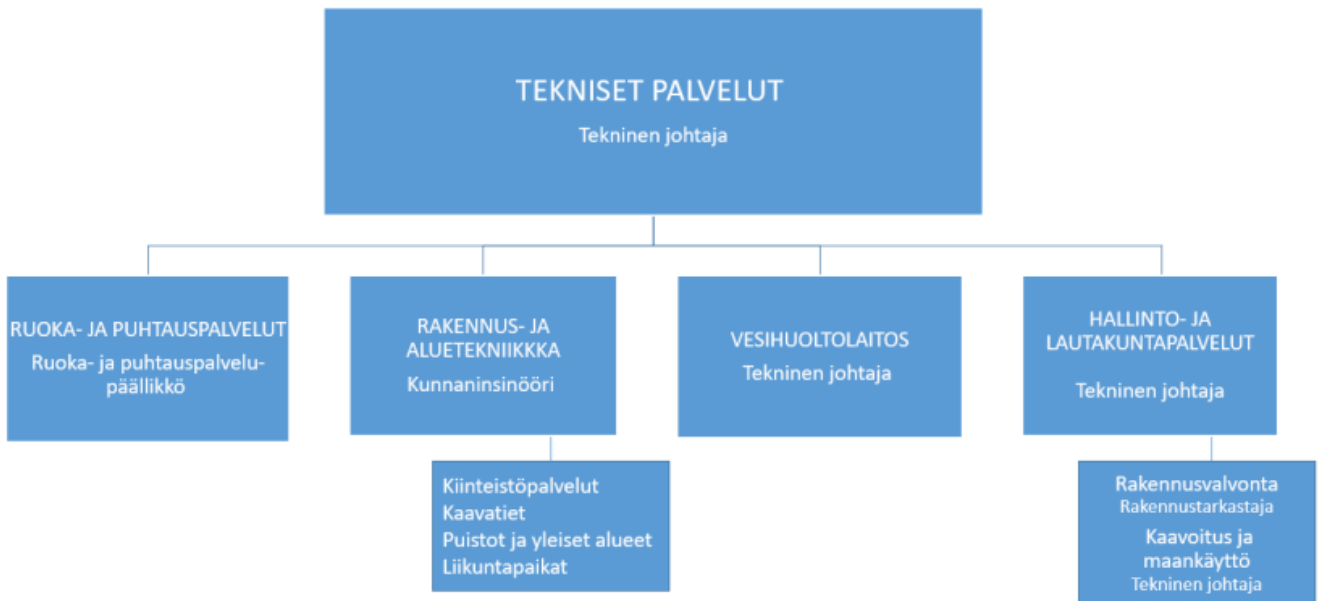 TEKNISET PALVELUT
Tekninen johtaja
RUOKA- JA PUHTAUSPALVELUT
Ruoka- ja puhtauspalvelu-
päällikkö
RAKENNUS- JA
ALUETEKNIIKKKA
Kunnaninsinööri
VESIHUOLTOLAITOS
Tekninen johtaja
HALLINTO- JA
LAUTAKUNTAPALVELUT
Tekninen johtaja
Kiinteistöpalvelut
Kaavatiet
Puistot ja yleiset alueet
Liikuntapaikat
Rakennusvalvonta
Rakennustarkastaja
Kaavoitus ja
maankäyttö
Tekninen johtaja